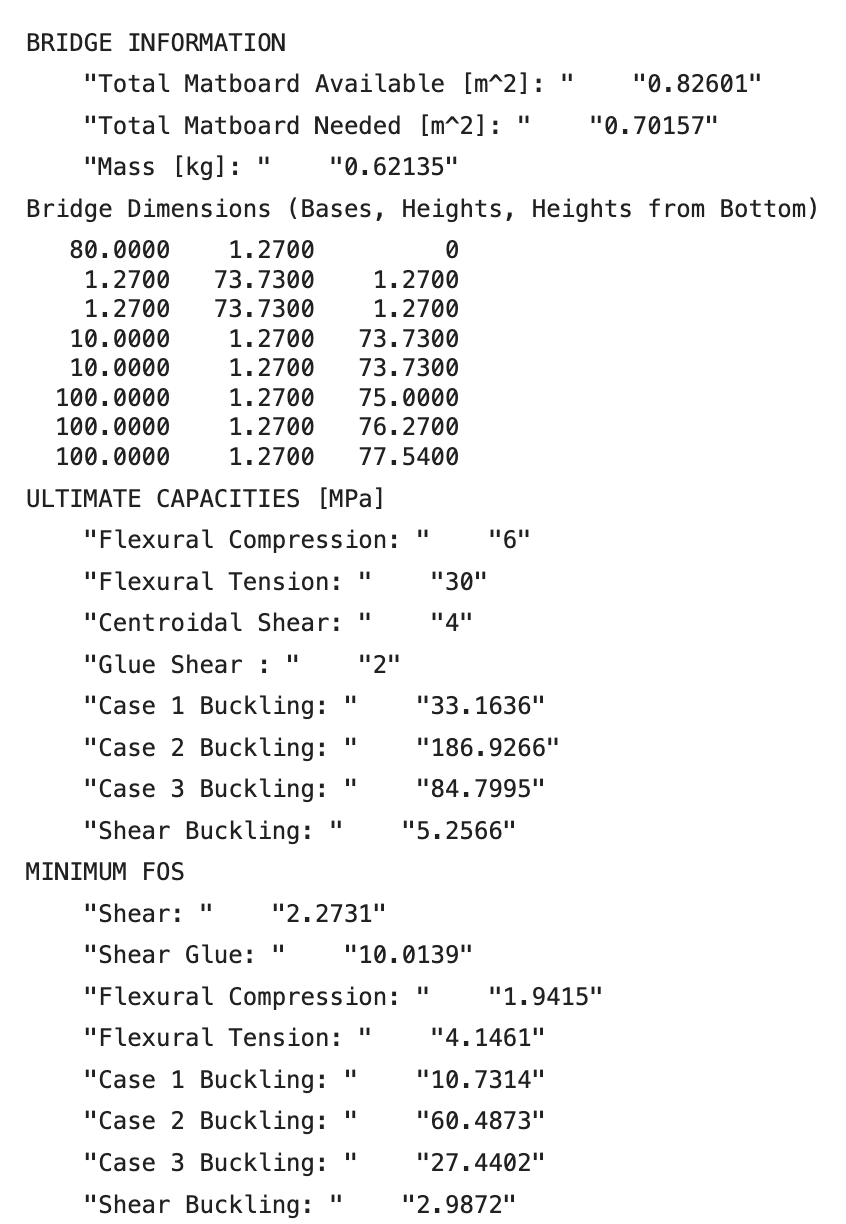 BRIDGE INFORMATION
"Total Matboard Available [m^2]: " "0.82601"
"Total Matboard Needed [m^2]: " "0.70157"
"Mass [kg]: " "0.62135"
Bridge Dimensions (Bases, Heights, Heights from Bottom)
80.0000 1.2700 0
1.2700 73.7300 1.2700
1.2700 73.7300 1.2700
10.0000 1.2700 73.7300
10.0000 1.2700 73.7300
100.0000 1.2700 75.0000
100.0000 1.2700 76.2700
100.0000 1.2700 77.5400
ULTIMATE CAPACITIES [MPa]
"Flexural Compression: " "6"
"Flexural Tension: " "30"
"Centroidal Shear: " "4"
"Glue Shear : " "2"
"Case 1 Buckling: " "33.1636"
"Case 2 Buckling: " "186.9266"
"Case 3 Buckling: " "84.7995"
"Shear Buckling: " "5.2566"
MINIMUM FOS
"Shear: " "2.2731"
"Shear Glue: " "10.0139"
"Flexural Compression: " "1.9415"
"Flexural Tension: " "4.1461"
"Case 1 Buckling: " "10.7314"
"Case 2 Buckling: " "60.4873"
"Case 3 Buckling: " "27.4402"
"Shear Buckling: " "2.9872"